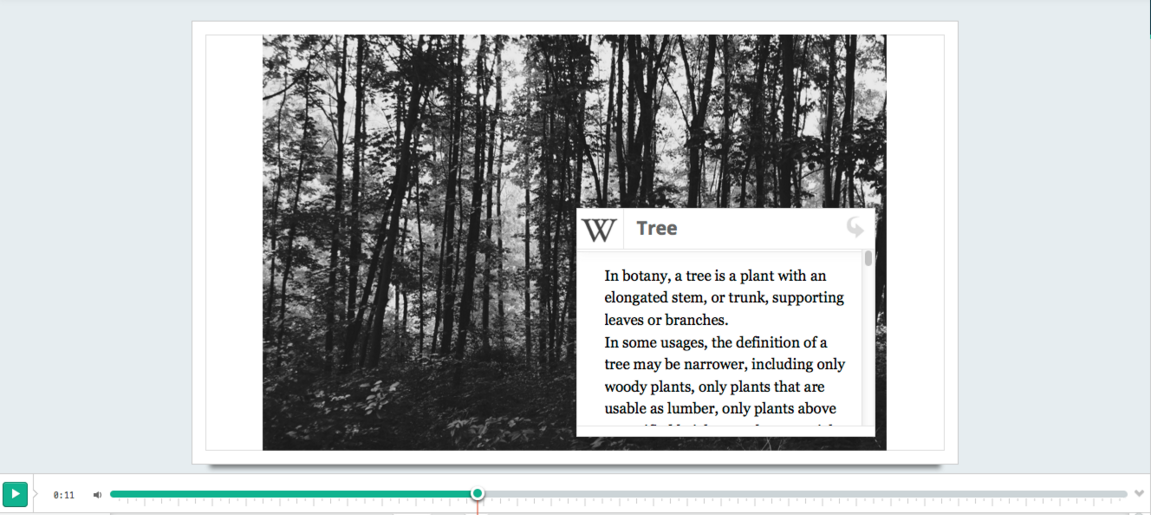 W Tree
In botany, a tree is a plant with an
elongated stem, or trunk, supporting
leaves or branches.
In some usages, the definition of a
tree may be narrower, including only
woody plants, only plants that are
usable as lumber, only plants above
0:11